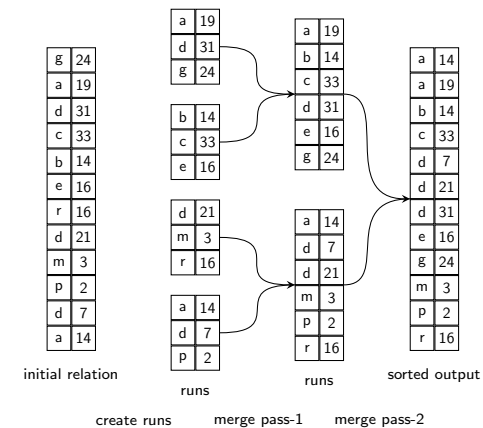 g 24
a 19
d 31
c 33
b 14
e 16
r 16
d 21
m 3
p 2
d 7
a 14
initial relation
a 19
d 31
g 24
b 14
c 33
e 16
d 21
m 3
r 16
a 14
d 7
p 2
runs
a 19
b 14
c 33
d 31
e 16
g 24
a 14
d 7
d 21
m 3
p 2
r 16
runs
a 14
a 19
b 14
c 33
d 7
d 21
d 31
e 16
g 24
m 3
p 2
r 16
sorted output
create runs
merge pass-1
merge pass-2